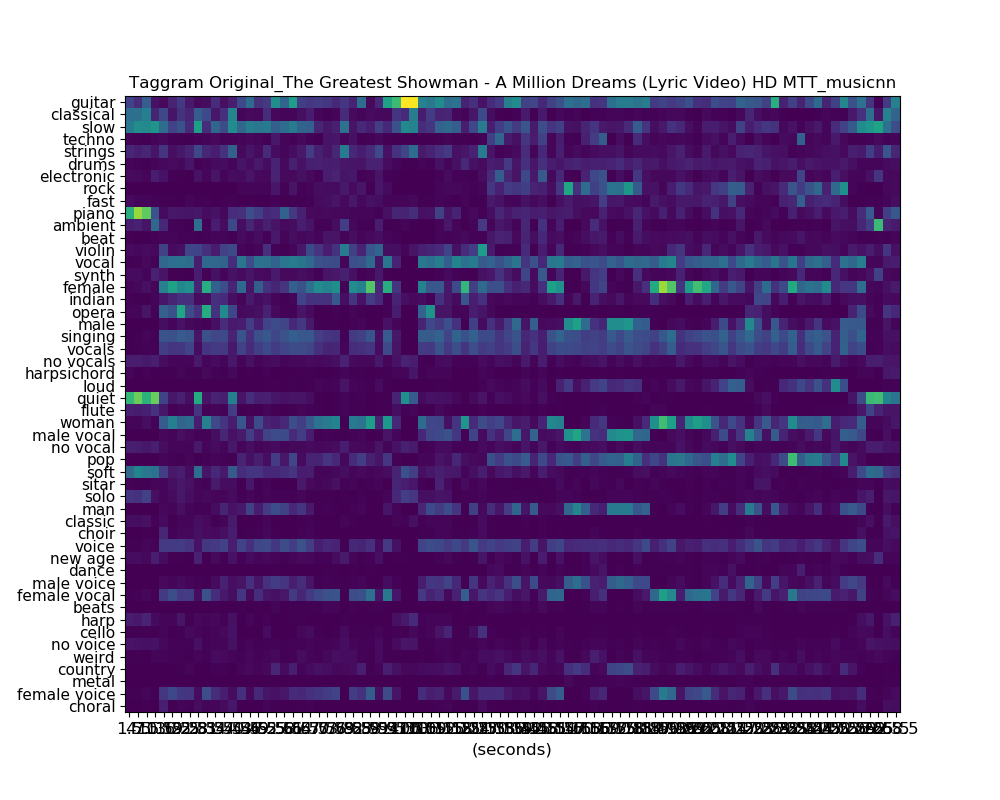 Taggram Original_The Greatest Showman - A Million Dreams (Lyric Video) HD MTT_musicnn
guitar
classical
slow
techno
strings
drums
electronic
rock
fast
piano
ambient
beat
violin
vocal
synth
female
indian
opera
male
singing
vocals
no vocals
harpsichord
loud
quiet
flute
woman
male vocal
no vocal
pop
soft
sitar
solo
man
classic
choir
voice
new age
dance
male voice
female vocal
beats
harp
cello
no voice
weird
country
metal
female voice
choral
(seconds)